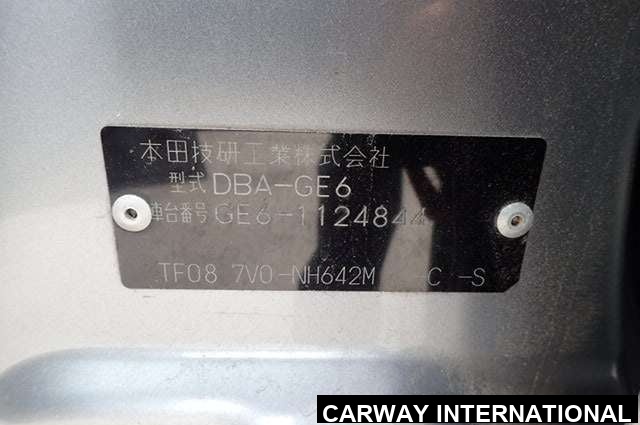 本田技研工業株式会社
型式 DBA-GE6
車台番号 GE6-1124844
TF08 7V0-NH642M -C -S
CARWAY INTERNATIONAL